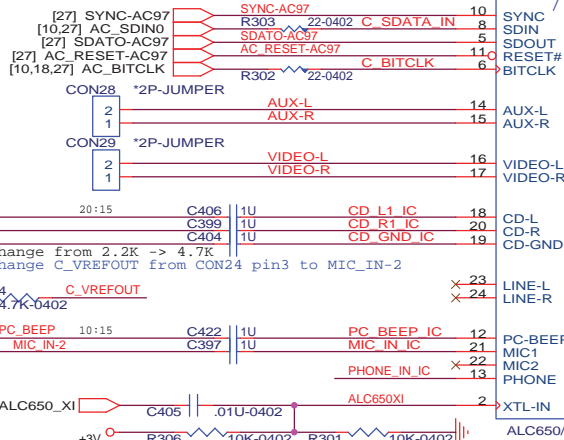 [27] SYNC-AC97 SYNC-AC97 10 SYNC
[10,27] AC_SDIN0 R303 22-0402 C_SDATA_IN 8 SDIN
[27] SDATO-AC97 SDATO-AC97 5 SDOUT
[27] AC_RESET-AC97 AC_RESET-AC97 11 RESET#
[10,18,27] AC_BITCLK R302 22-0402 C_BITCLK 6 BITCLK
CON28 *2P-JUMPER
2 AUX-L 14 AUX-L
1 AUX-R 15 AUX-R
CON29 *2P-JUMPER
2 VIDEO-L 16 VIDEO-L
1 VIDEO-R 17 VIDEO-R
20:15 C406 1U CD_L1_IC 18 CD-L
C399 1U CD_R1_IC 20 CD-R
C404 1U CD_GND_IC 19 CD-GND
hange from 2.2K -> 4.7K
hange C_VREFOUT from CON24 pin3 to MIC_IN-2
23 LINE-L
4 C_VREFOUT 24 LINE-R
4.7K-0402
PC_BEEP 10:15 C422 1U PC_BEEP_IC 12 PC-BEEP
MIC_IN-2 C397 1U MIC_IN_IC 21 MIC1
22 MIC2
PHONE_IN_IC 13 PHONE
ALC650_XI C405 .01U-0402 ALC650XI 2 XTL-IN
+3V R306 10K-0402 R301 10K-0402 ALC650/